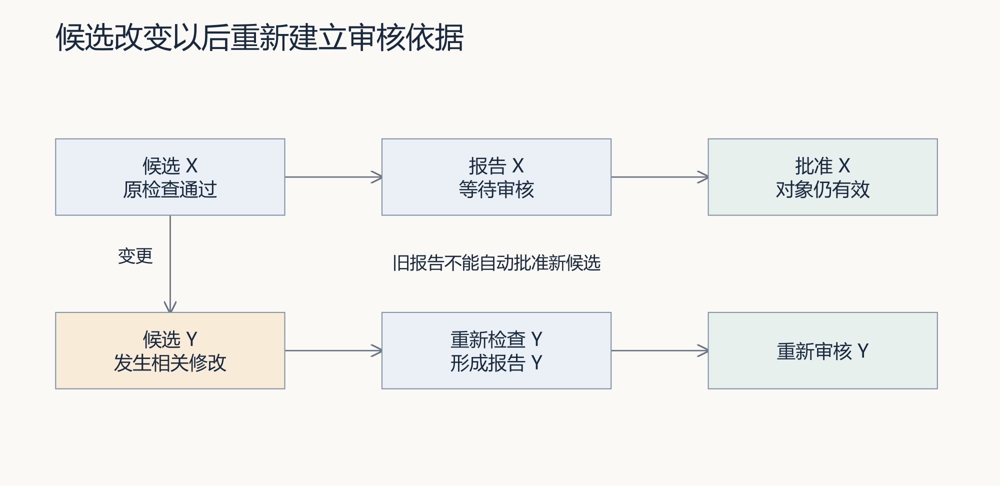 候选改变以后重新建立审核依据
候选 X
原检查通过
报告 X
等待审核
批准 X
对象仍有效
变更
旧报告不能自动批准新候选
候选 Y
发生相关修改
重新检查 Y
形成报告 Y
重新审核 Y